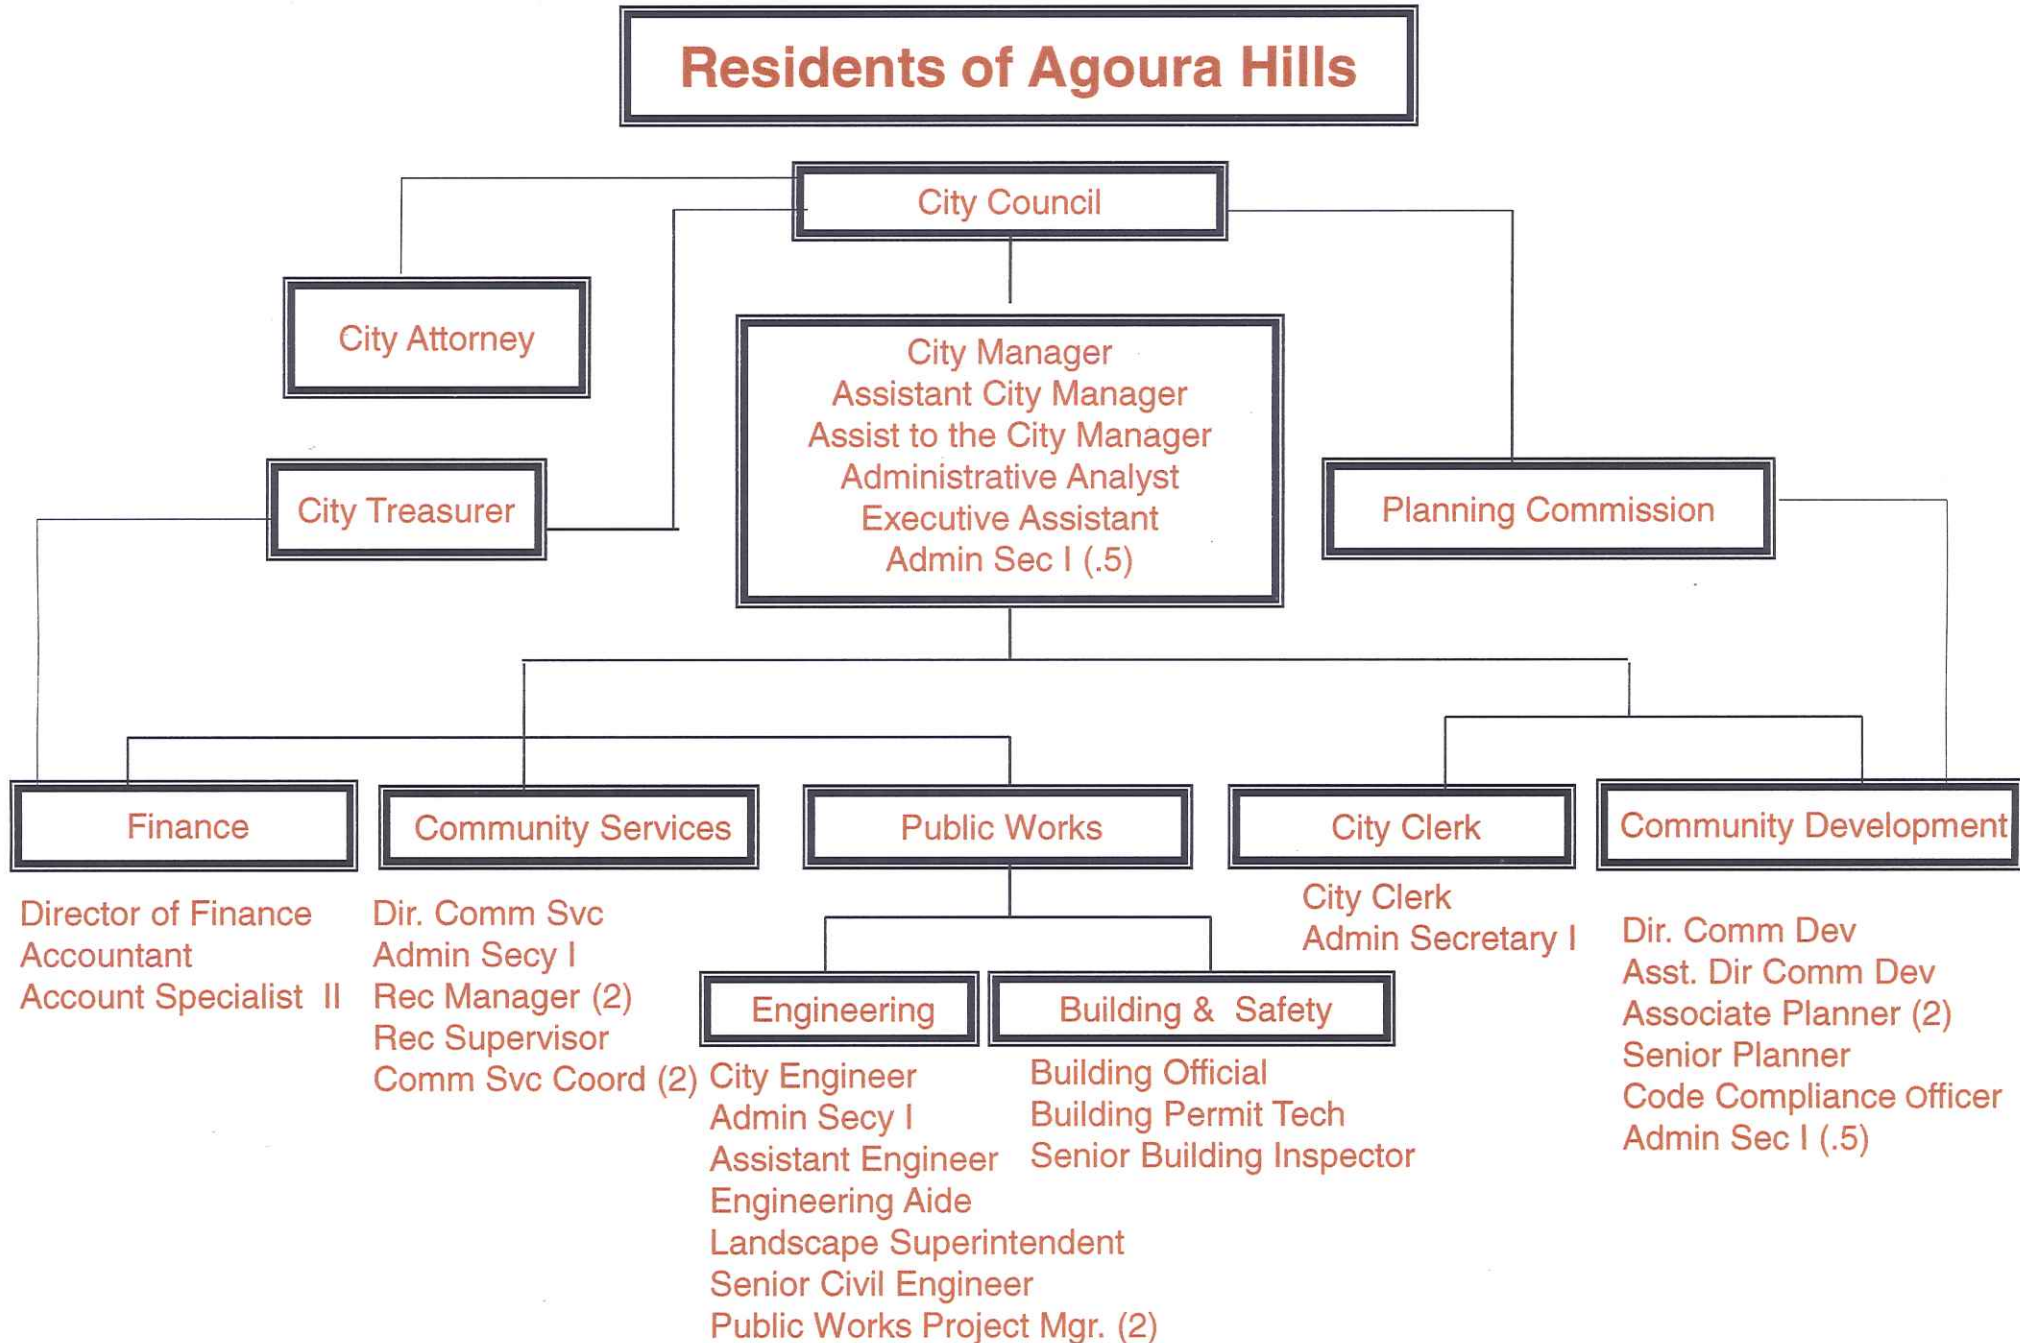 Residents of Agoura Hills
City Council
City Attorney
City Manager
Assistant City Manager
Assist to the City Manager
Administrative Analyst
Executive Assistant
Admin Sec I (.5)
City Treasurer
Planning Commission
Finance
Community Services
Public Works
City Clerk
Community Development
Director of Finance
Accountant
Account Specialist II
Dir. Comm Svc
Admin Secy I
Rec Manager (2)
Rec Supervisor
Comm Svc Coord (2)
Engineering
City Engineer
Admin Secy I
Assistant Engineer
Engineering Aide
Landscape Superintendent
Senior Civil Engineer
Public Works Project Mgr. (2)
Building & Safety
Building Official
Building Permit Tech
Senior Building Inspector
City Clerk
Admin Secretary I
Dir. Comm Dev
Asst. Dir Comm Dev
Associate Planner (2)
Senior Planner
Code Compliance Officer
Admin Sec I (.5)